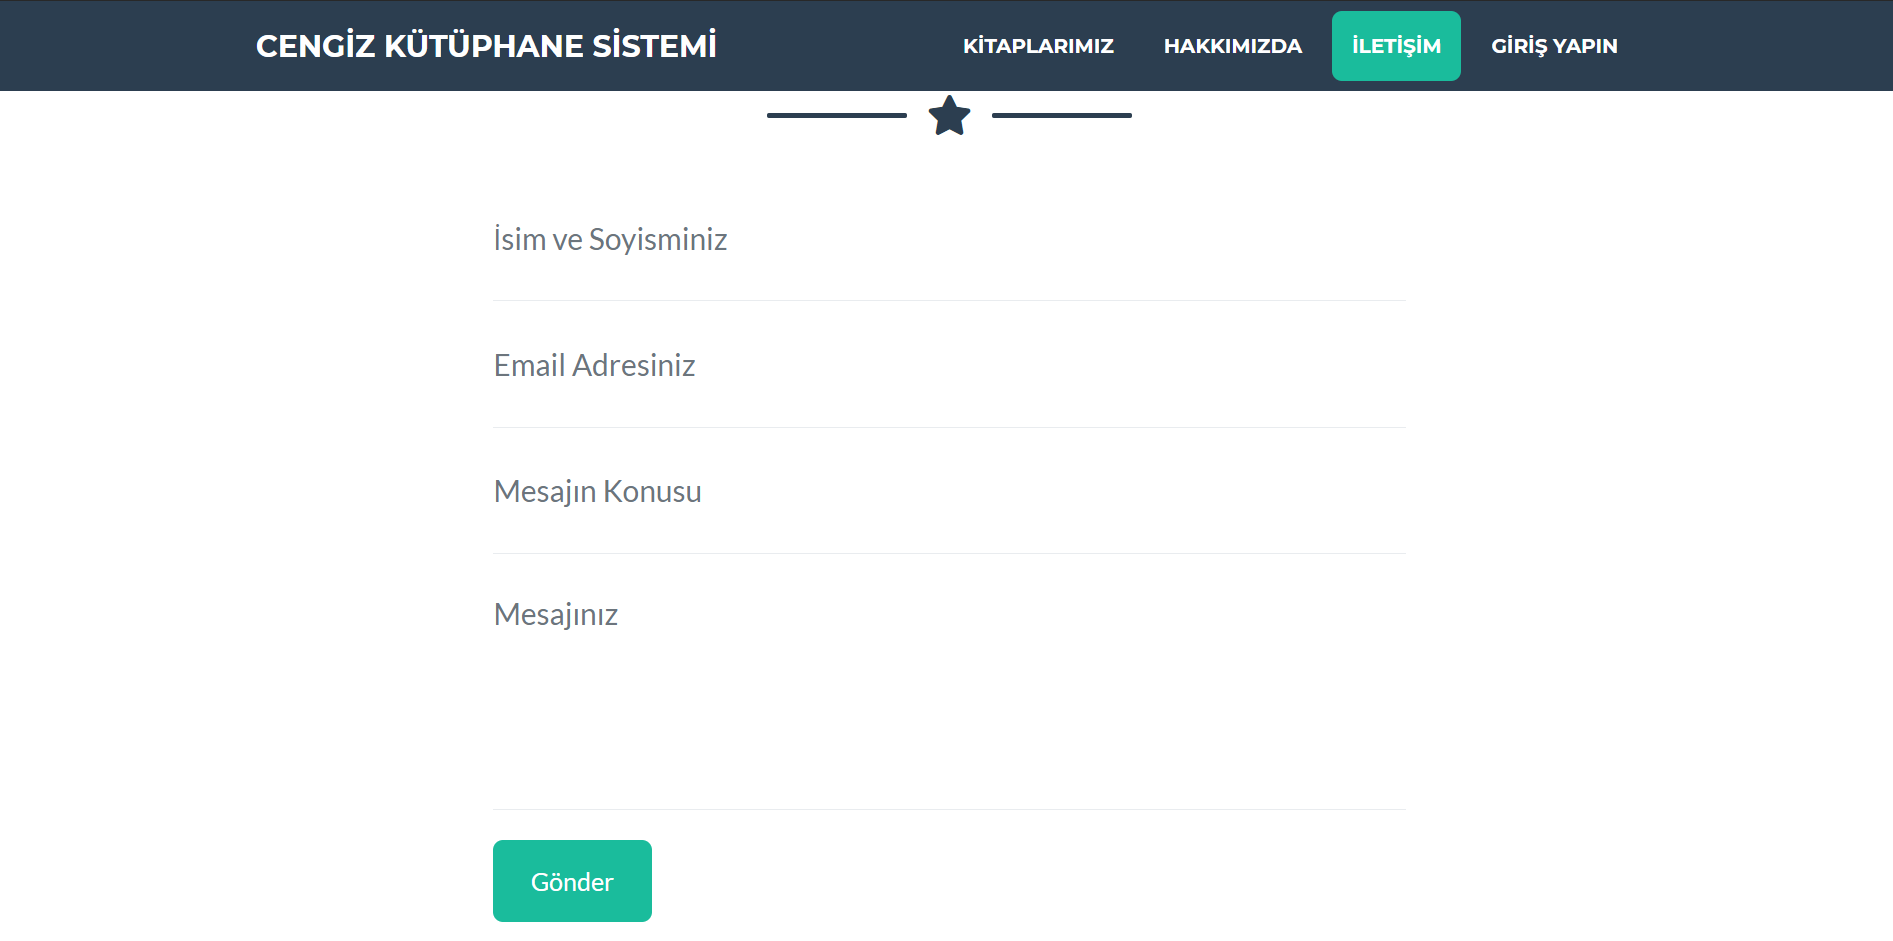 CENGİZ KÜTÜPHANE SİSTEMİ
KİTAPLARIMIZ
HAKKIMIZDA
İLETİŞİM
GİRİŞ YAPIN
İsim ve Soyisminiz
Email Adresiniz
Mesajın Konusu
Mesajınız
Gönder